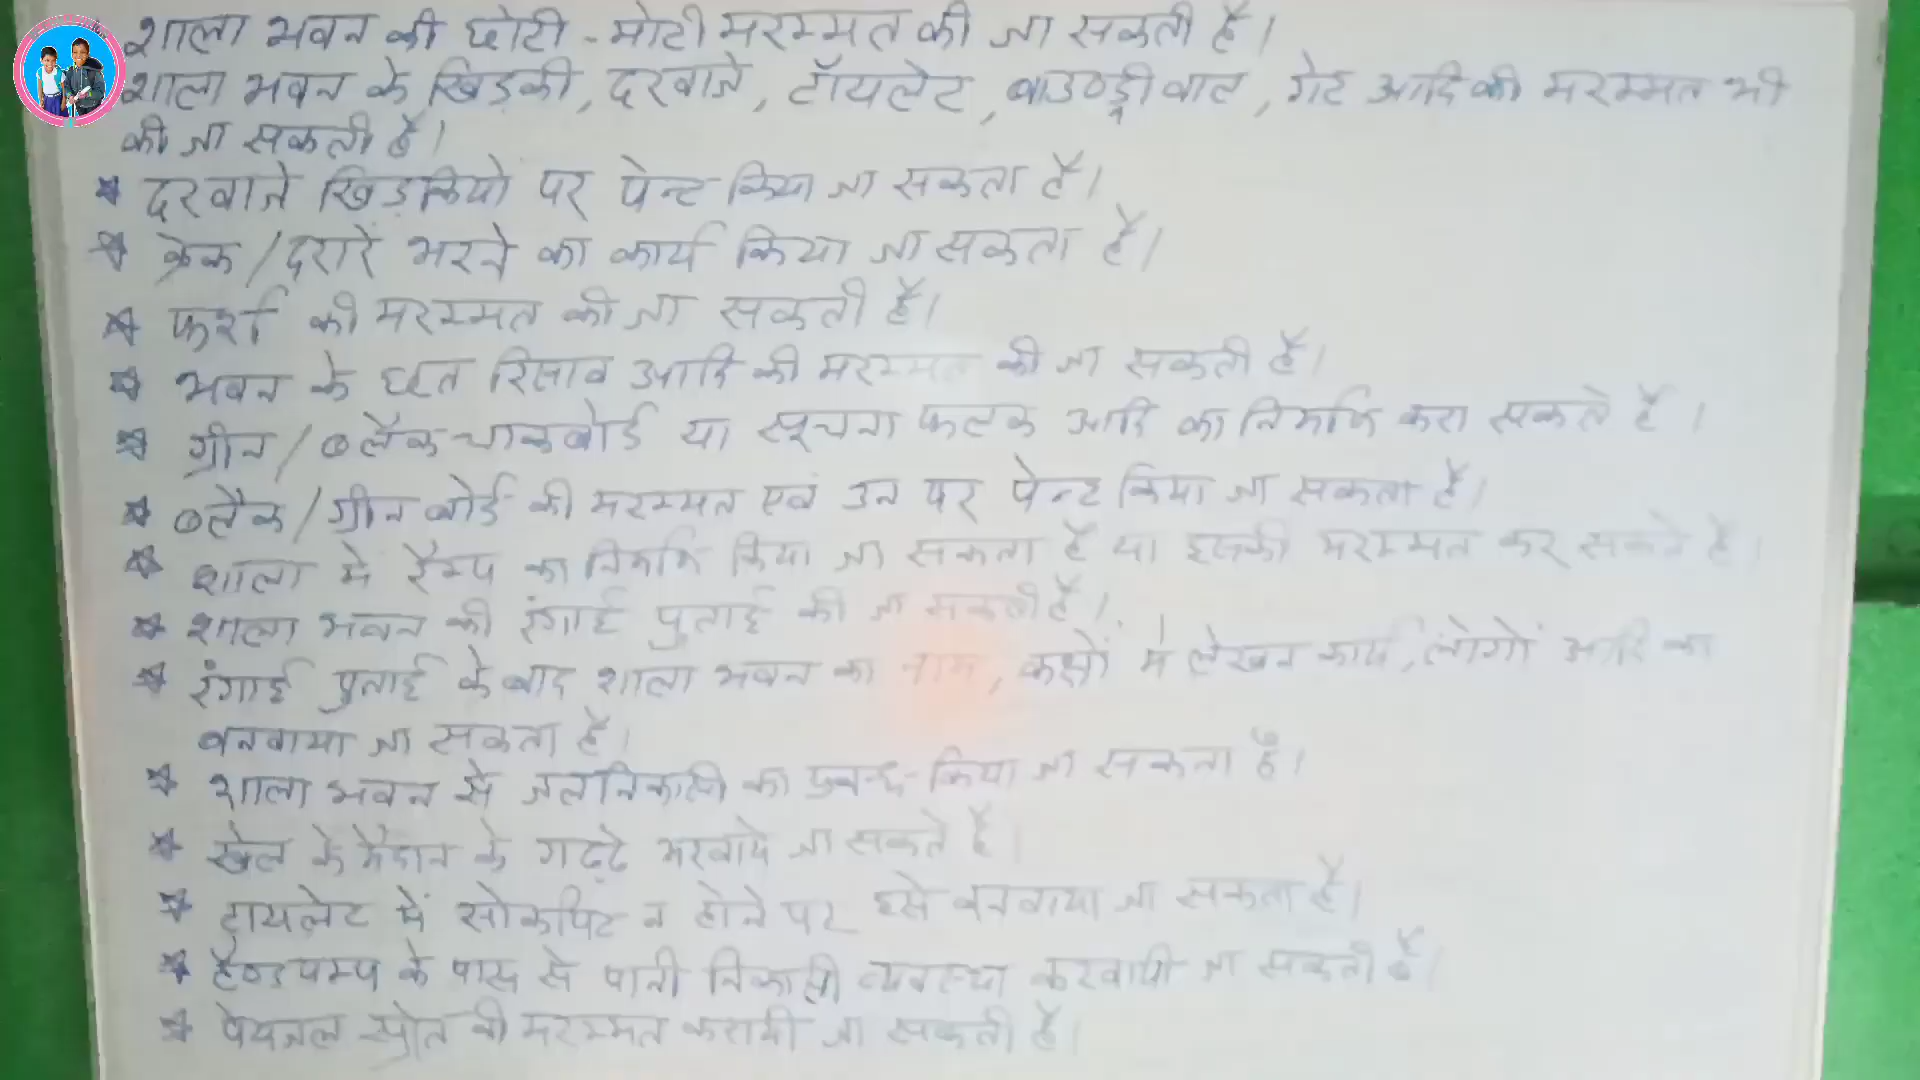 शाला भवन की छोटी-मोटी मरम्मत की जा सकती है।
शाला भवन के खिड़की, दरवाजे, टॉयलेट, बाउण्ड्रीवाल, गेट आदि की मरम्मत भी
की जा सकती है।
* दरवाजे खिड़कियो पर पेन्ट किया जा सकता है।
* क्रेक/दरारें भरने का कार्य किया जा सकता है।
* फर्श की मरम्मत की जा सकती है।
* भवन के छत रिसाव आदि की मरम्मत की जा सकती है।
* ग्रीन/ब्लैक चाकबोर्ड या सूचना फलक आदि का निर्माण करा सकते है।
* ब्लैक/ग्रीन बोर्ड की मरम्मत एवं उन पर पेन्ट किया जा सकता है।
* शाला मे रैम्प का निर्माण किया जा सकता है या इसकी मरम्मत कर सकते है।
* शाला भवन की रंगाई पुताई की जा सकती है।
* रंगाई पुताई के बाद शाला भवन का नाम, कक्षों मे लेखन कार्य, लोगों आदि का
बनवाया जा सकता है।
* शाला भवन से जलनिकासी का प्रबन्ध किया जा सकता है।
* खेल के मैदान के गढ्ढे भरवाये जा सकते है।
* टायलेट में सोकपिट न होने पर इसे बनवाया जा सकता है।
* हैण्डपम्प के पास से पानी निकासी व्यवस्था करवायी जा सकती है।
* पेयजल स्रोत की मरम्मत करायी जा सकती है।